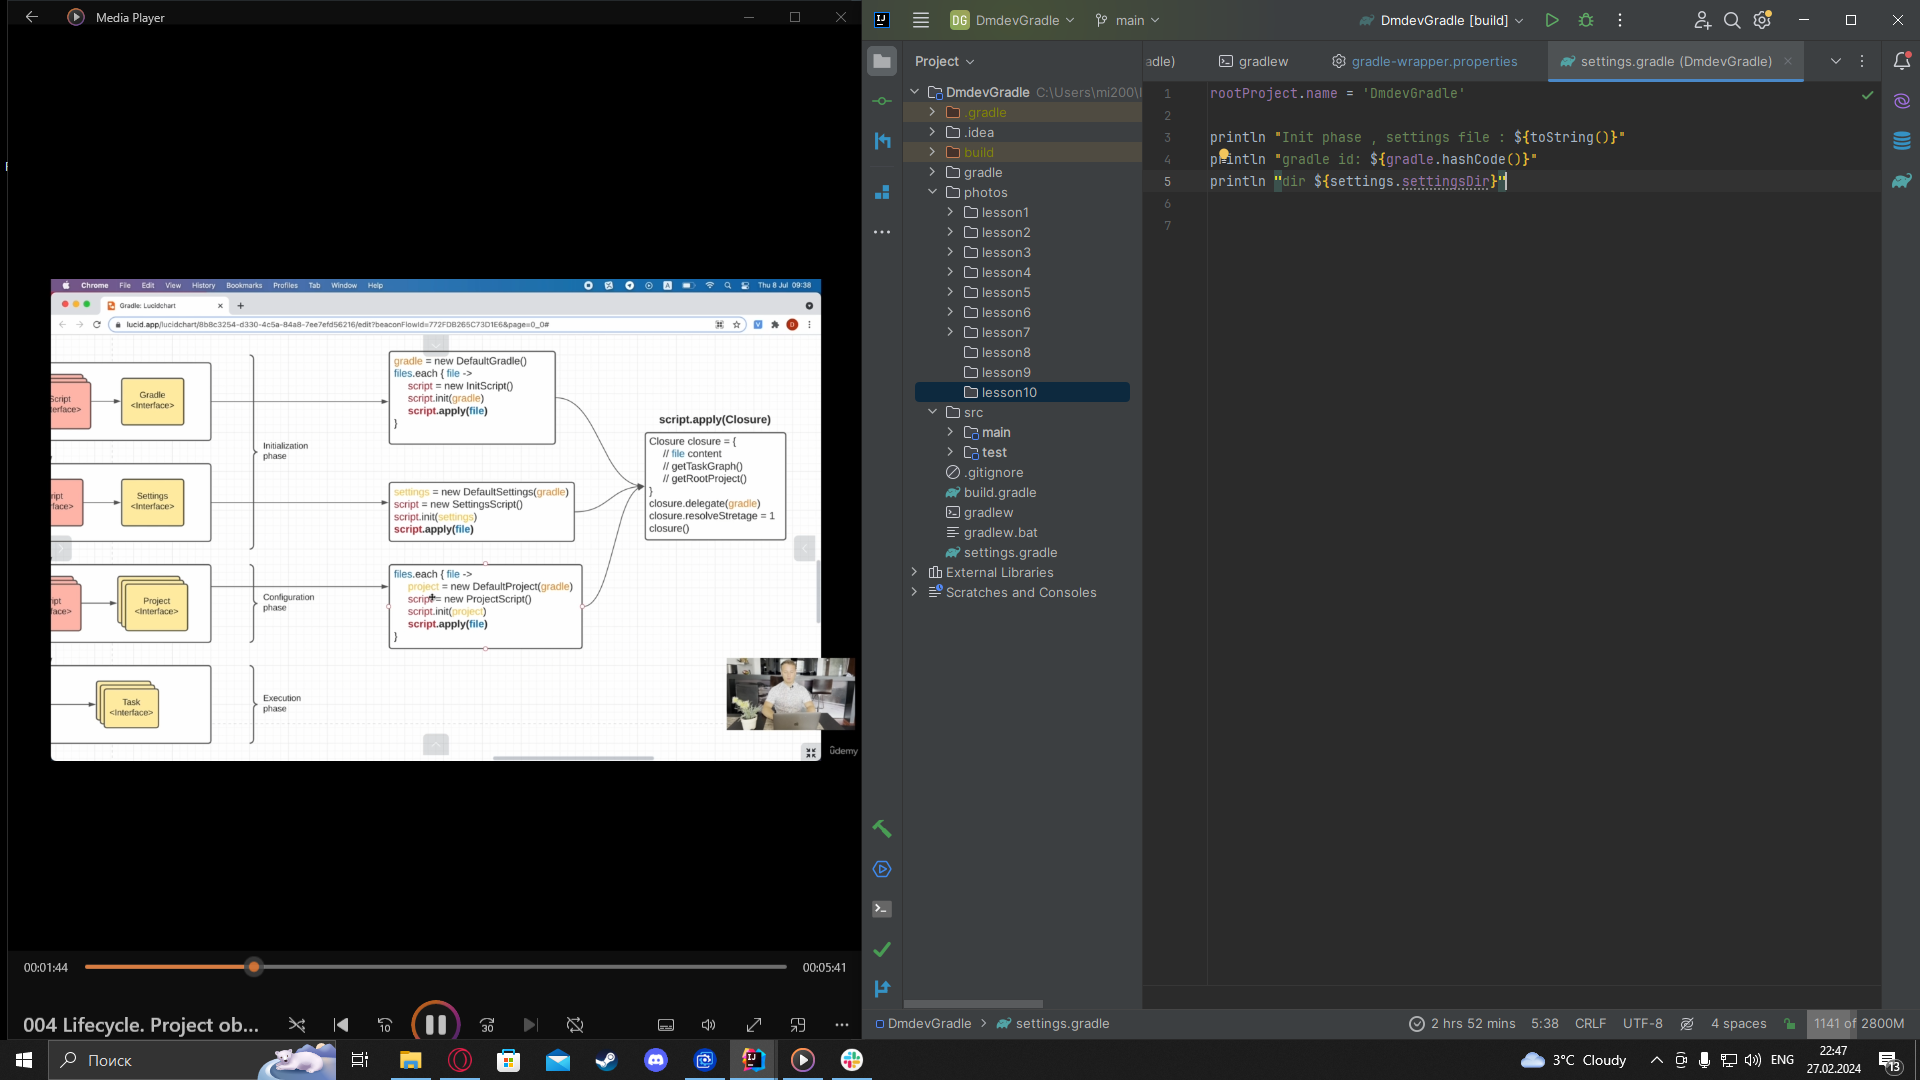 Media Player
Chrome File Edit View History Bookmarks Profiles Tab Window Help
Thu 8 Jul 09:38
Gradle: Lucidchart
lucid.app/lucidchart/8b8c3254-d330-4c5a-84a8-7ee7efd56216/edit?beaconFlowId=772FDB265C73D1E6&page=0_0#
Gradle
<Interface>
Initialization
phase
gradle = new DefaultGradle()
files.each { file ->
script = new InitScript()
script.init(gradle)
script.apply(file)
}
script.apply(Closure)
Closure closure = {
// file content
// getTaskGraph()
// getRootProject()
}
closure.delegate(gradle)
closure.resolveStretage = 1
closure()
Settings
<Interface>
settings = new DefaultSettings(gradle)
script = new SettingsScript()
script.init(settings)
script.apply(file)
Project
<Interface>
Configuration
phase
files.each { file ->
project = new DefaultProject(gradle)
script = new ProjectScript()
script.init(project)
script.apply(file)
}
Task
<Interface>
Execution
phase
ûdemy
00:01:44
00:05:41
004 Lifecycle. Project ob...
10
30
DG DmdevGradle
main
DmdevGradle [build]
Project
adle)
gradlew
gradle-wrapper.properties
settings.gradle (DmdevGradle)
DmdevGradle C:\Users\mi200\I
.gradle
.idea
build
gradle
photos
lesson1
lesson2
lesson3
lesson4
lesson5
lesson6
lesson7
lesson8
lesson9
lesson10
src
main
test
.gitignore
build.gradle
gradlew
gradlew.bat
settings.gradle
External Libraries
Scratches and Consoles
1 rootProject.name = 'DmdevGradle'
2
3 println "Init phase , settings file : ${toString()}"
4 println "gradle id: ${gradle.hashCode()}"
5 println "dir ${settings.settingsDir}"
6
7
DmdevGradle > settings.gradle
2 hrs 52 mins 5:38 CRLF UTF-8 4 spaces 1141 of 2800M
Поиск
3°C Cloudy
ENG
22:47
27.02.2024
13